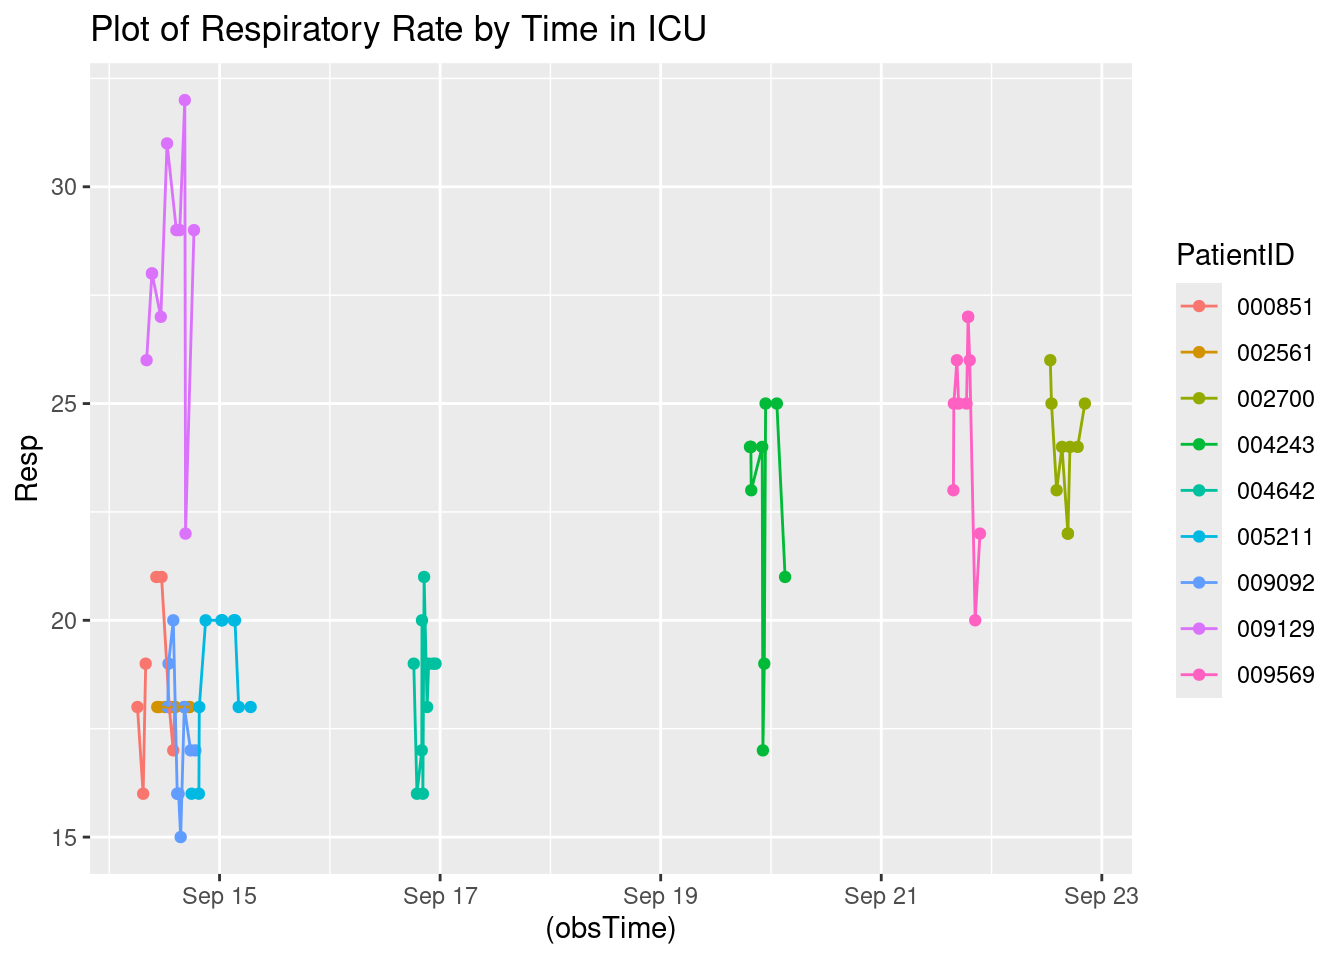 Plot of Respiratory Rate by Time in ICU
30
25
20
15
Resp
Sep 15
Sep 17
Sep 19
Sep 21
Sep 23
(obsTime)
PatientID
000851
002561
002700
004243
004642
005211
009092
009129
009569